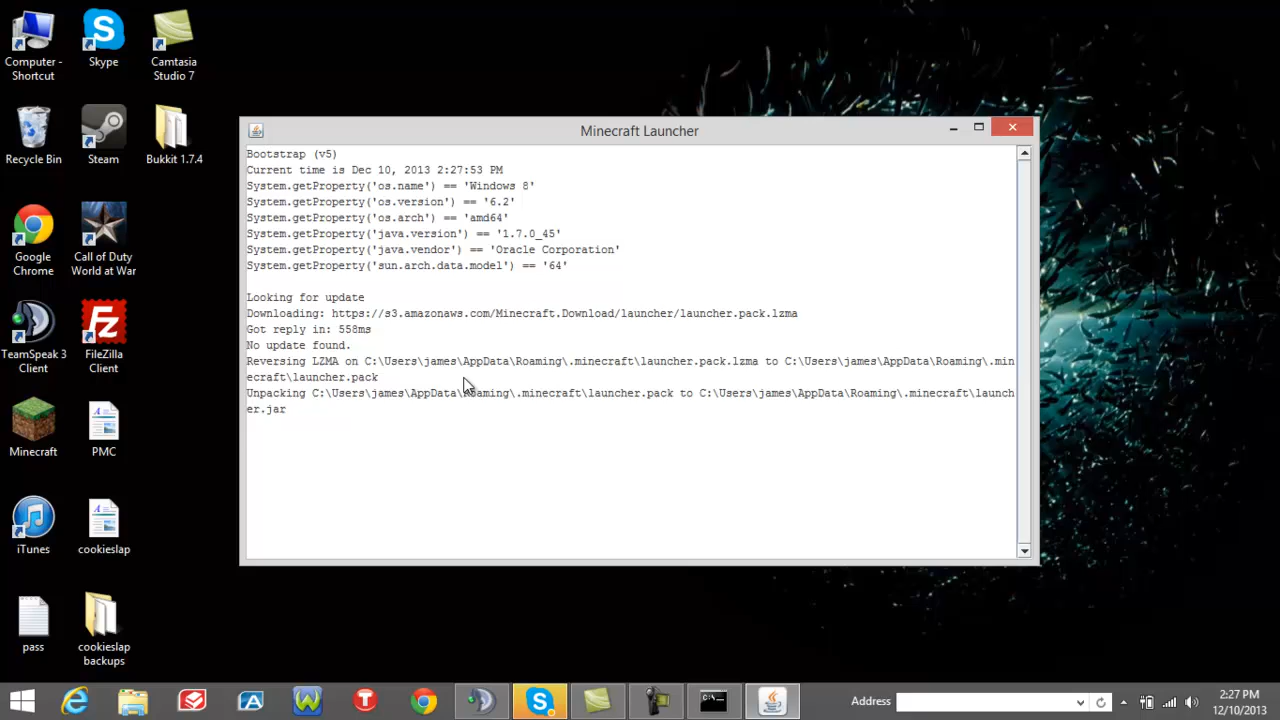 Computer -
Shortcut
Skype
Camtasia
Studio 7
Recycle Bin
Steam
Bukkit 1.7.4
Google
Chrome
Call of Duty
World at War
TeamSpeak 3
Client
FileZilla
Client
Minecraft
PMC
iTunes
cookieslap
pass
cookieslap
backups
Minecraft Launcher
Bootstrap (v5)
Current time is Dec 10, 2013 2:27:53 PM
System.getProperty('os.name') == 'Windows 8'
System.getProperty('os.version') == '6.2'
System.getProperty('os.arch') == 'amd64'
System.getProperty('java.version') == '1.7.0_45'
System.getProperty('java.vendor') == 'Oracle Corporation'
System.getProperty('sun.arch.data.model') == '64'
Looking for update
Downloading: https://s3.amazonaws.com/Minecraft.Download/launcher/launcher.pack.lzma
Got reply in: 558ms
No update found.
Reversing LZMA on C:\Users\james\AppData\Roaming\.minecraft\launcher.pack.lzma to C:\Users\james\AppData\Roaming\.min
ecraft\launcher.pack
Unpacking C:\Users\james\AppData\Roaming\.minecraft\launcher.pack to C:\Users\james\AppData\Roaming\.minecraft\launch
er.jar
Address
2:27 PM
12/10/2013